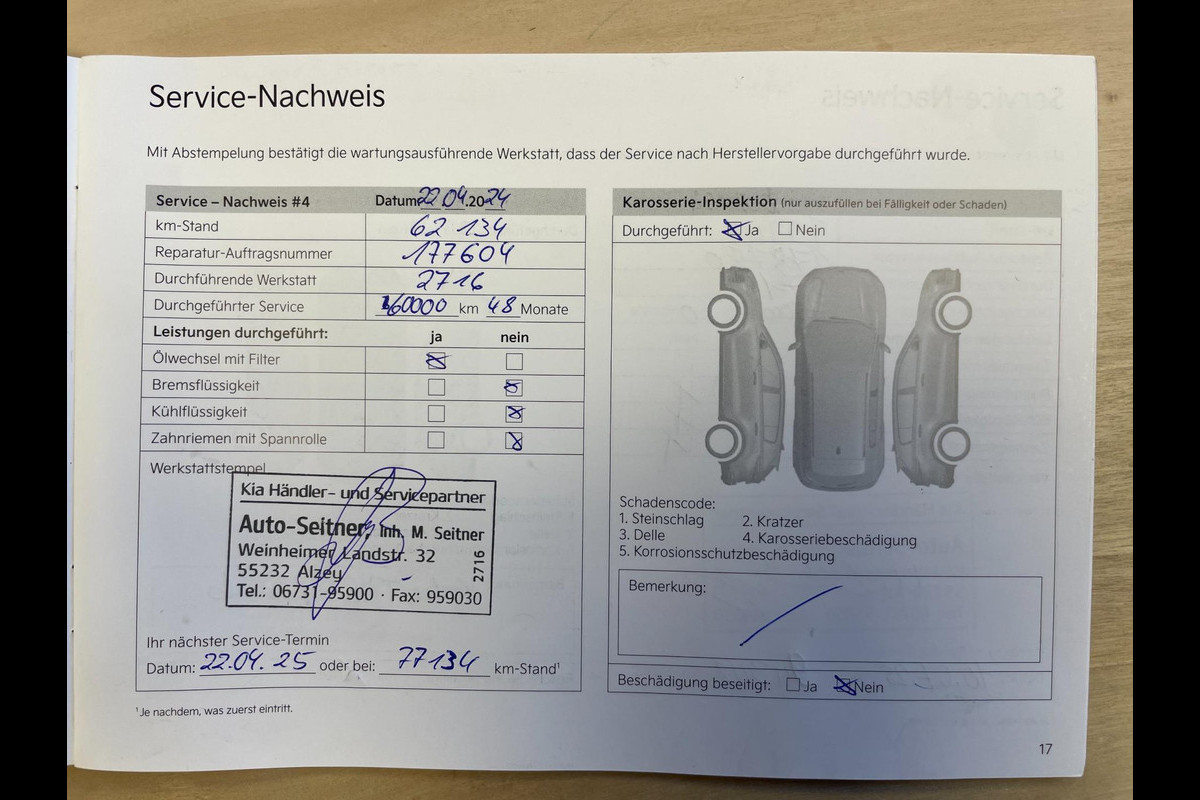 Service-Nachweis
Mit Abstempelung bestätigt die wartungsausführende Werkstatt, dass der Service nach Herstellervorgabe durchgeführt wurde.
Service – Nachweis #4 Datum 22.04.2024
km-Stand 62 134
Reparatur-Auftragsnummer 177604
Durchführende Werkstatt 2716
Durchgeführter Service 60000 km 48 Monate
Leistungen durchgeführt: ja nein
Ölwechsel mit Filter
Bremsflüssigkeit
Kühlflüssigkeit
Zahnriemen mit Spannrolle
Werkstattstempel
Kia Händler- und Servicepartner
Auto-Seitner, Inh. M. Seitner
Weinheimer Landstr. 32
55232 Alzey
Tel.: 06731-95900 · Fax: 959030
2716
Ihr nächster Service-Termin
Datum: 22.04.25 oder bei: 77134 km-Stand¹
¹Je nachdem, was zuerst eintritt.
Karosserie-Inspektion (nur auszufüllen bei Fälligkeit oder Schaden)
Durchgeführt: Ja Nein
Schadenscode:
1. Steinschlag 2. Kratzer
3. Delle 4. Karosseriebeschädigung
5. Korrosionsschutzbeschädigung
Bemerkung:
Beschädigung beseitigt: Ja Nein
17